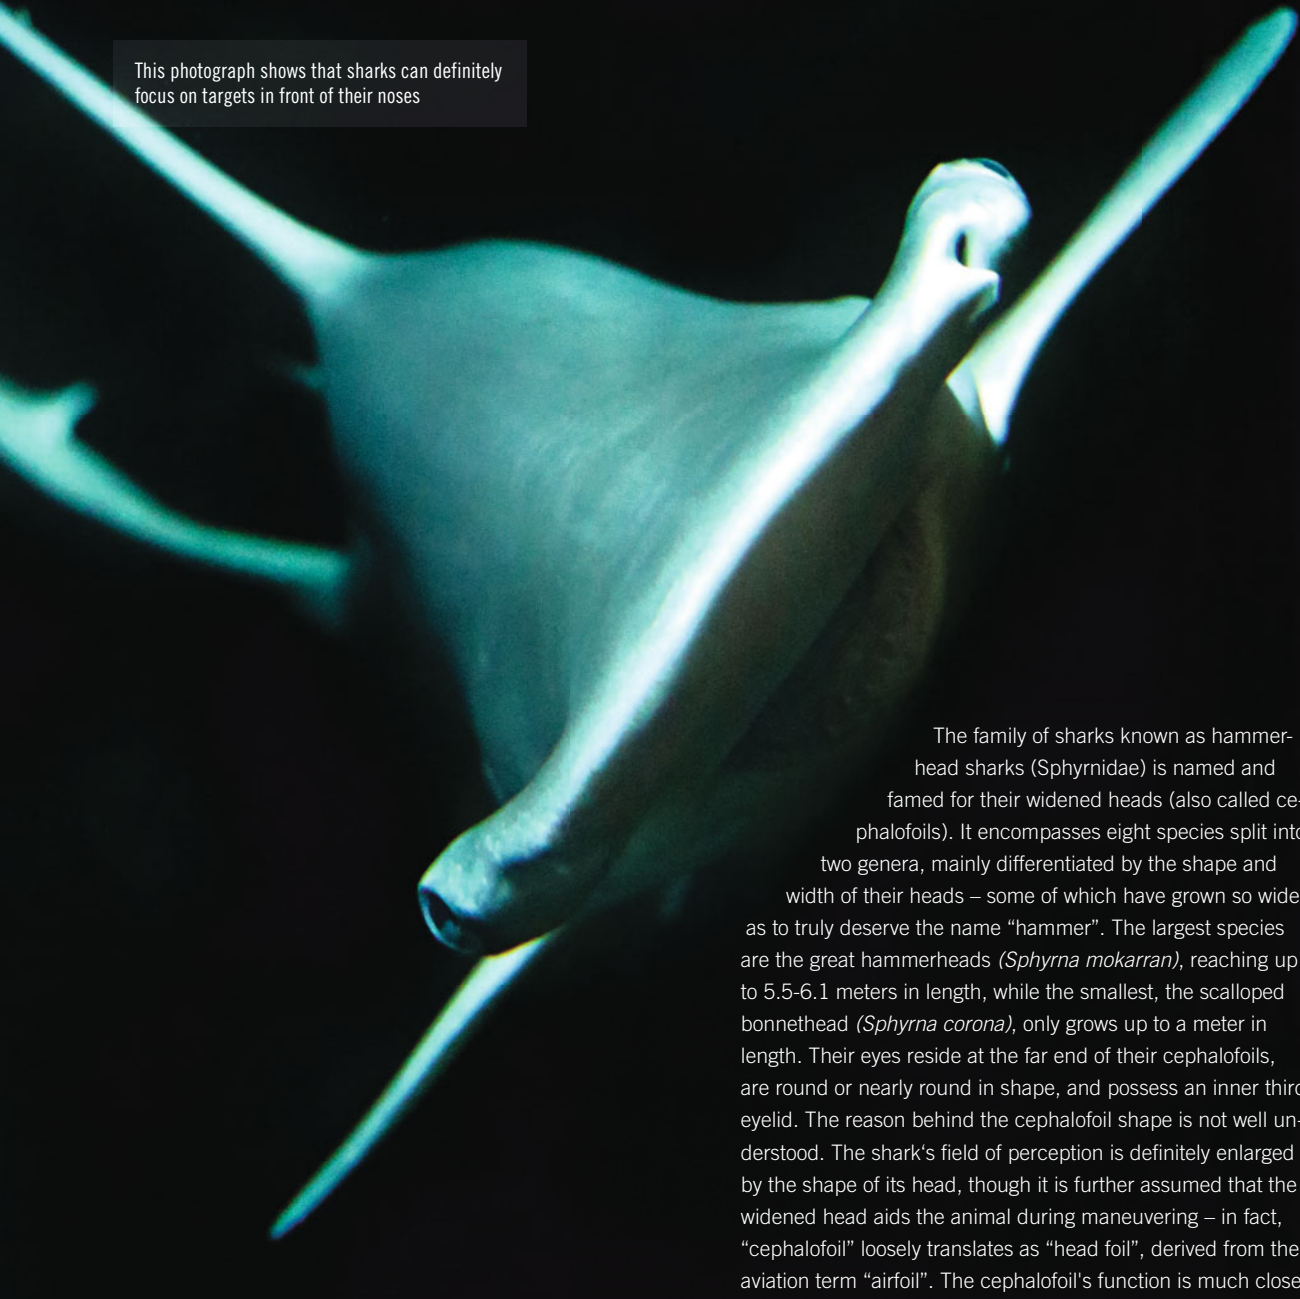 This photograph shows that sharks can definitely
focus on targets in front of their noses
The family of sharks known as hammer-
head sharks (Sphyrnidae) is named and
famed for their widened heads (also called ce-
phalofoils). It encompasses eight species split into
two genera, mainly differentiated by the shape and
width of their heads – some of which have grown so wide
as to truly deserve the name “hammer”. The largest species
are the great hammerheads (Sphyrna mokarran), reaching up
to 5.5-6.1 meters in length, while the smallest, the scalloped
bonnethead (Sphyrna corona), only grows up to a meter in
length. Their eyes reside at the far end of their cephalofoils,
are round or nearly round in shape, and possess an inner third
eyelid. The reason behind the cephalofoil shape is not well un-
derstood. The shark‘s field of perception is definitely enlarged
by the shape of its head, though it is further assumed that the
widened head aids the animal during maneuvering – in fact,
“cephalofoil” loosely translates as “head foil”, derived from the
aviation term “airfoil”. The cephalofoil's function is much close